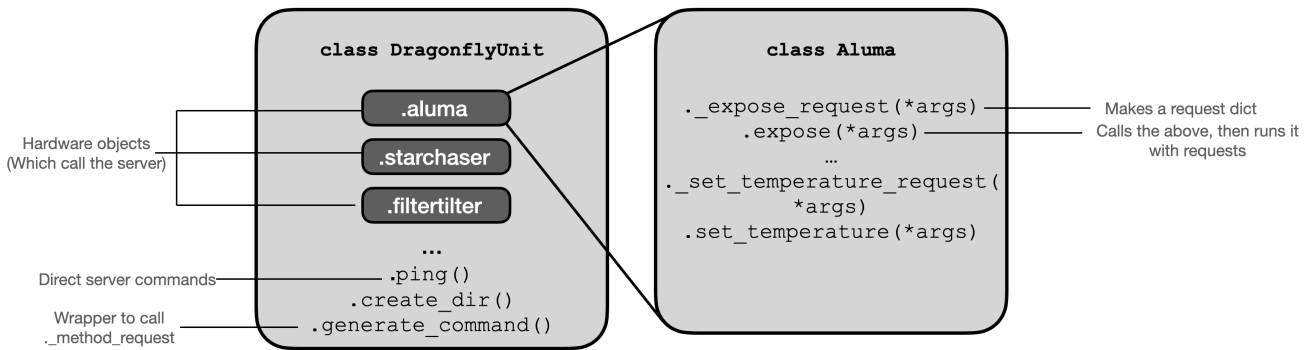 class DragonflyUnit
.aluma
.starchaser
.filtertilter
...
.ping()
.create_dir()
.generate_command()
Hardware objects
(Which call the server)
Direct server commands
Wrapper to call
._method_request
class Aluma
._expose_request(*args)
.expose(*args)
…
._set_temperature_request(
*args)
.set_temperature(*args)
Makes a request dict
Calls the above, then runs it
with requests